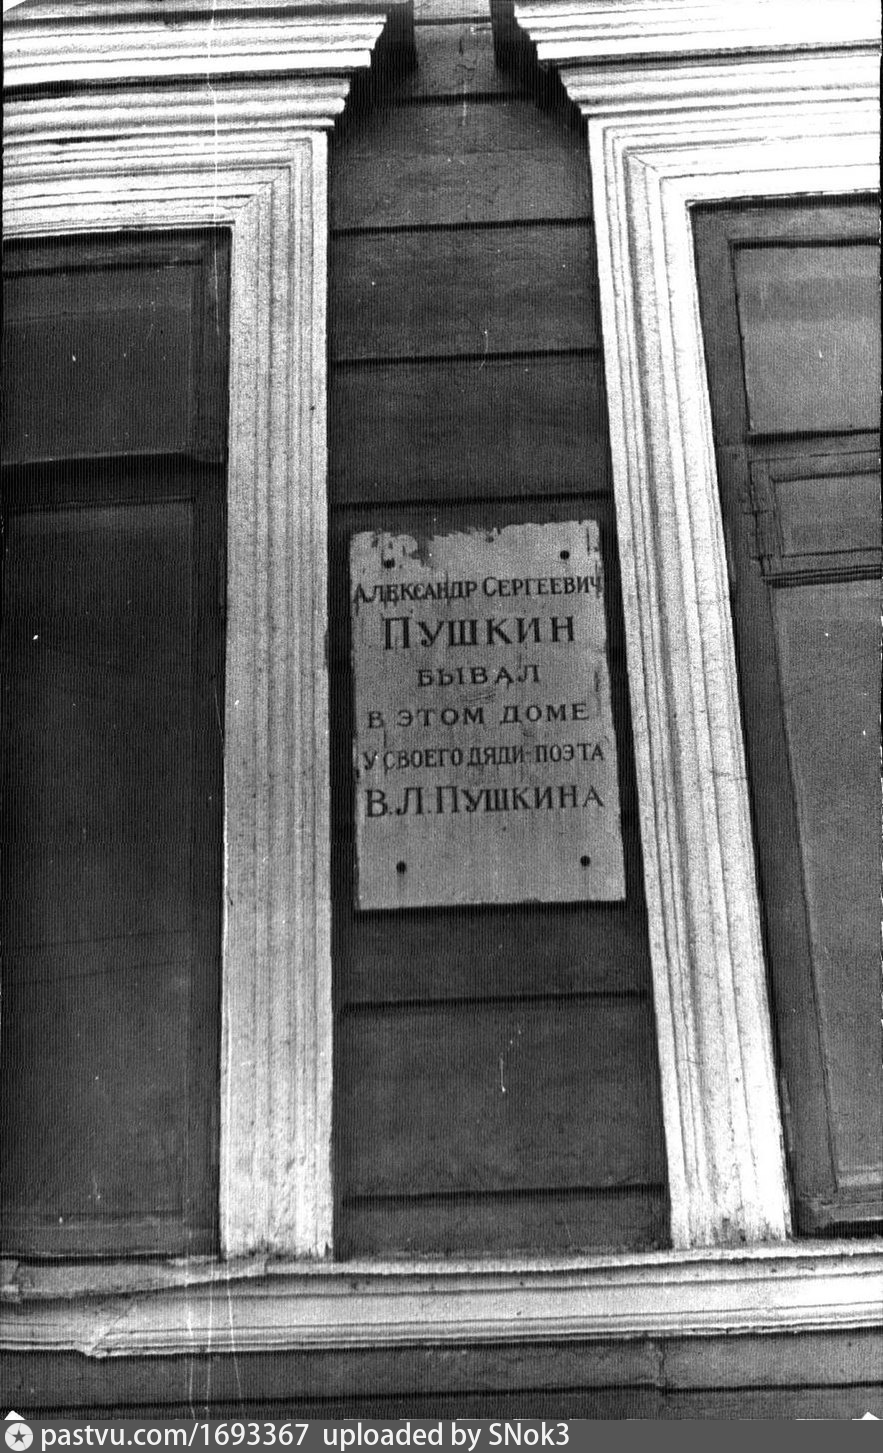 АЛЕКСАНДР СЕРГЕЕВИЧ
ПУШКИН
БЫВАЛ
В ЭТОМ ДОМЕ
У СВОЕГО ДЯДИ-ПОЭТА
В.Л.ПУШКИНА
pastvu.com/1693367 uploaded by SNok3